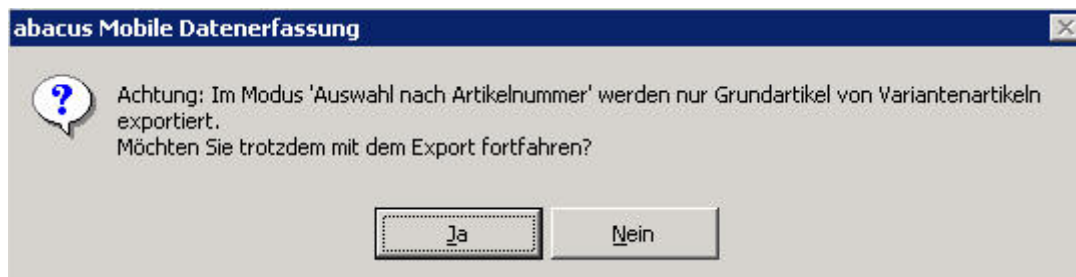 abacus Mobile Datenerfassung
Achtung: Im Modus 'Auswahl nach Artikelnummer' werden nur Grundartikel von Variantenartikeln
exportiert.
Möchten Sie trotzdem mit dem Export fortfahren?
Ja Nein